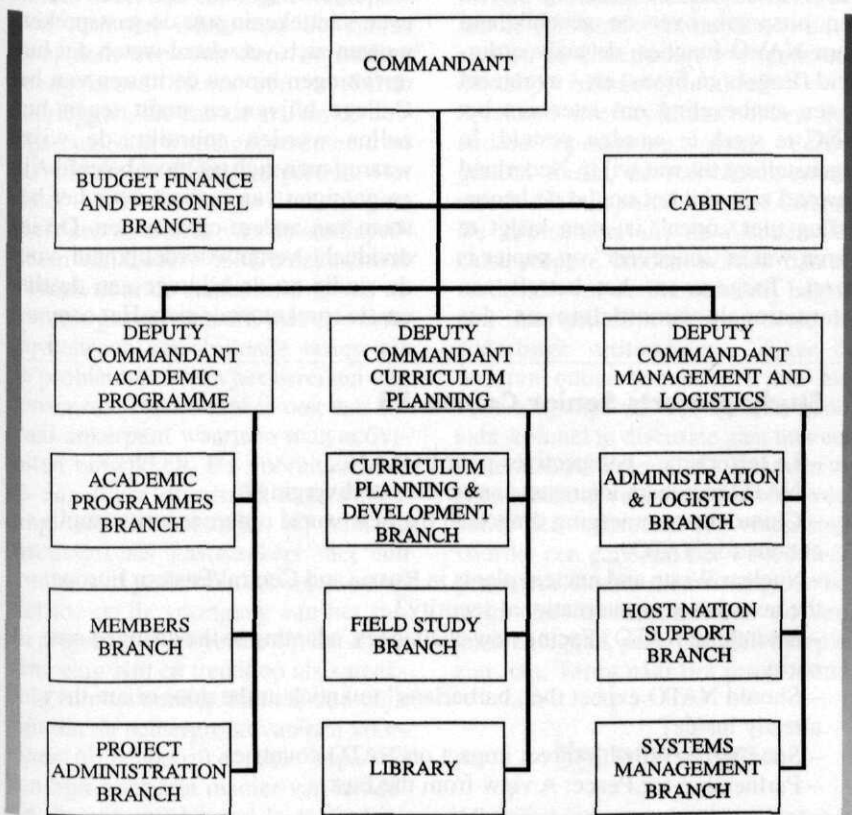 COMMANDANT
BUDGET FINANCE
AND PERSONNEL
BRANCH
CABINET
DEPUTY
COMMANDANT
ACADEMIC
PROGRAMME
DEPUTY
COMMANDANT
CURRICULUM
PLANNING
DEPUTY
COMMANDANT
MANAGEMENT AND
LOGISTICS
ACADEMIC
PROGRAMMES
BRANCH
CURRICULUM
PLANNING &
DEVELOPMENT
BRANCH
ADMINISTRATION
& LOGISTICS
BRANCH
MEMBERS
BRANCH
FIELD STUDY
BRANCH
HOST NATION
SUPPORT
BRANCH
PROJECT
ADMINISTRATION
BRANCH
LIBRARY
SYSTEMS
MANAGEMENT
BRANCH